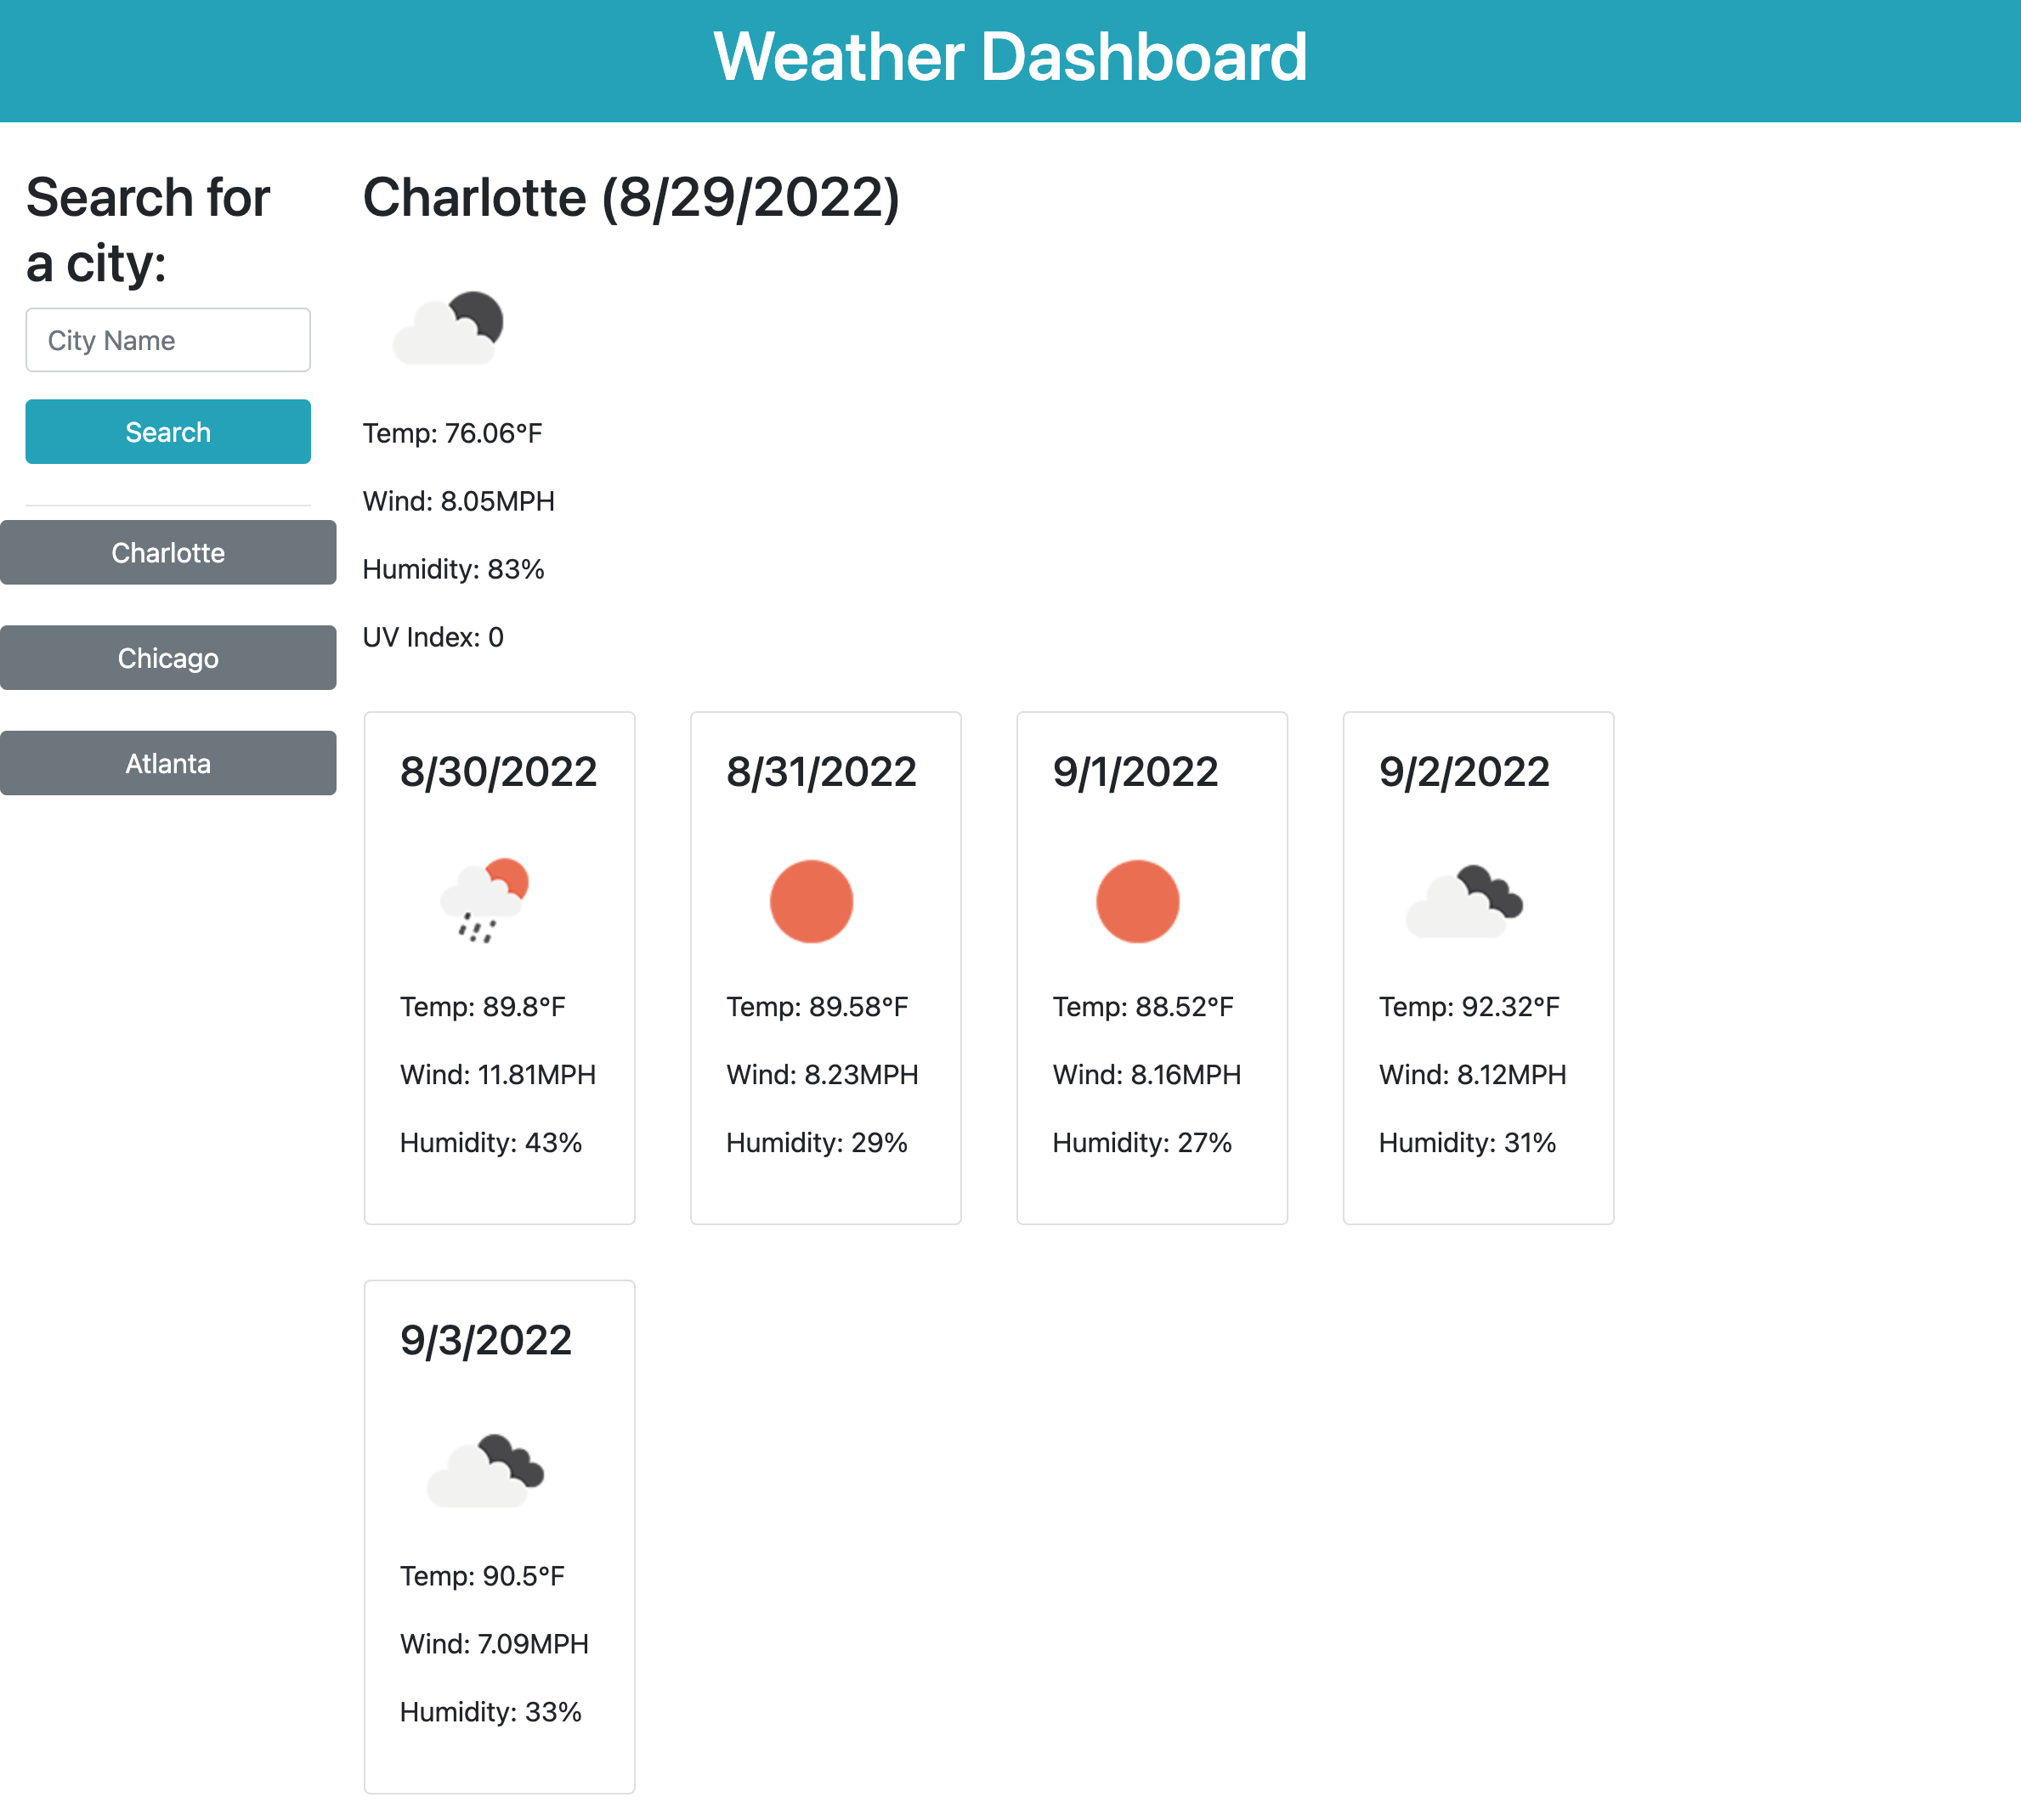 Weather Dashboard
Search for
a city:
City Name
Search
Charlotte
Chicago
Atlanta
Charlotte (8/29/2022)
Temp: 76.06°F
Wind: 8.05MPH
Humidity: 83%
UV Index: 0
8/30/2022
Temp: 89.8°F
Wind: 11.81MPH
Humidity: 43%
8/31/2022
Temp: 89.58°F
Wind: 8.23MPH
Humidity: 29%
9/1/2022
Temp: 88.52°F
Wind: 8.16MPH
Humidity: 27%
9/2/2022
Temp: 92.32°F
Wind: 8.12MPH
Humidity: 31%
9/3/2022
Temp: 90.5°F
Wind: 7.09MPH
Humidity: 33%